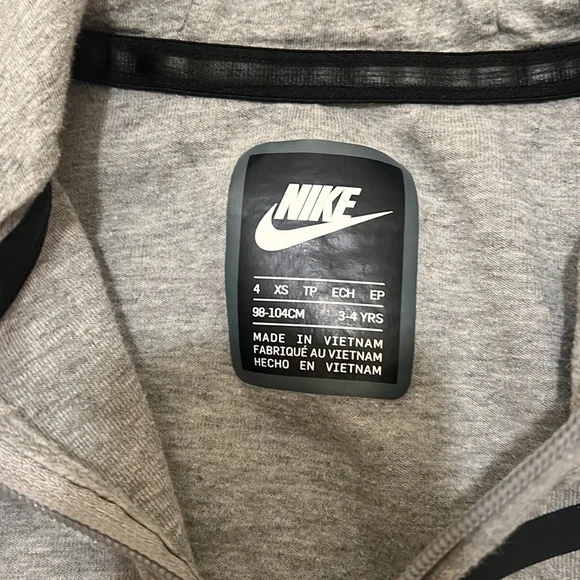 NIKE
4 XS TP ECH EP
98-104CM 3-4 YRS
MADE IN VIETNAM
FABRIQUÉ AU VIETNAM
HECHO EN VIETNAM